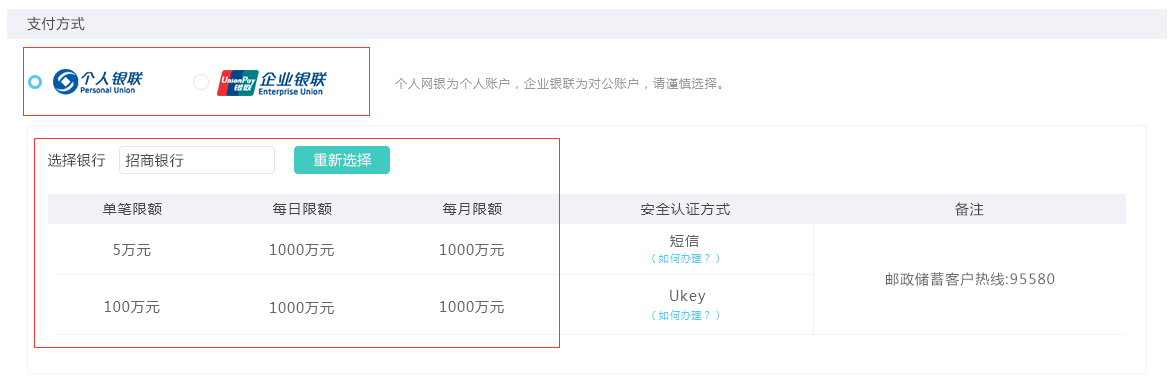 支付方式
个人银联
Personal Union
UnionPay
银联
企业银联
Enterprise Union
个人网银为个人账户，企业银联为对公账户，请谨慎选择。
选择银行 招商银行 重新选择
单笔限额 每日限额 每月限额 安全认证方式 备注
5万元 1000万元 1000万元 短信
（如何办理？）
邮政储蓄客户热线:95580
100万元 1000万元 1000万元 Ukey
（如何办理？）